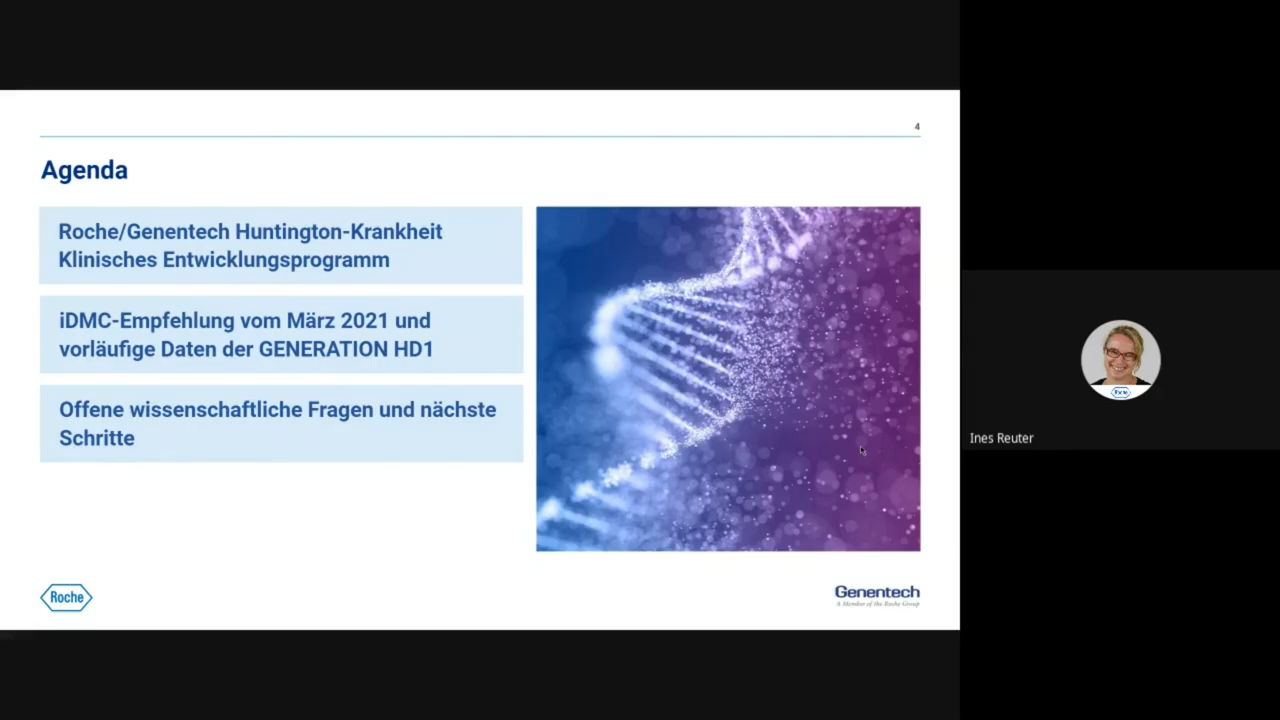 4
Agenda
Roche/Genentech Huntington-Krankheit
Klinisches Entwicklungsprogramm
iDMC-Empfehlung vom März 2021 und
vorläufige Daten der GENERATION HD1
Offene wissenschaftliche Fragen und nächste
Schritte
Roche
Genentech
A Member of the Roche Group
Roche
Ines Reuter